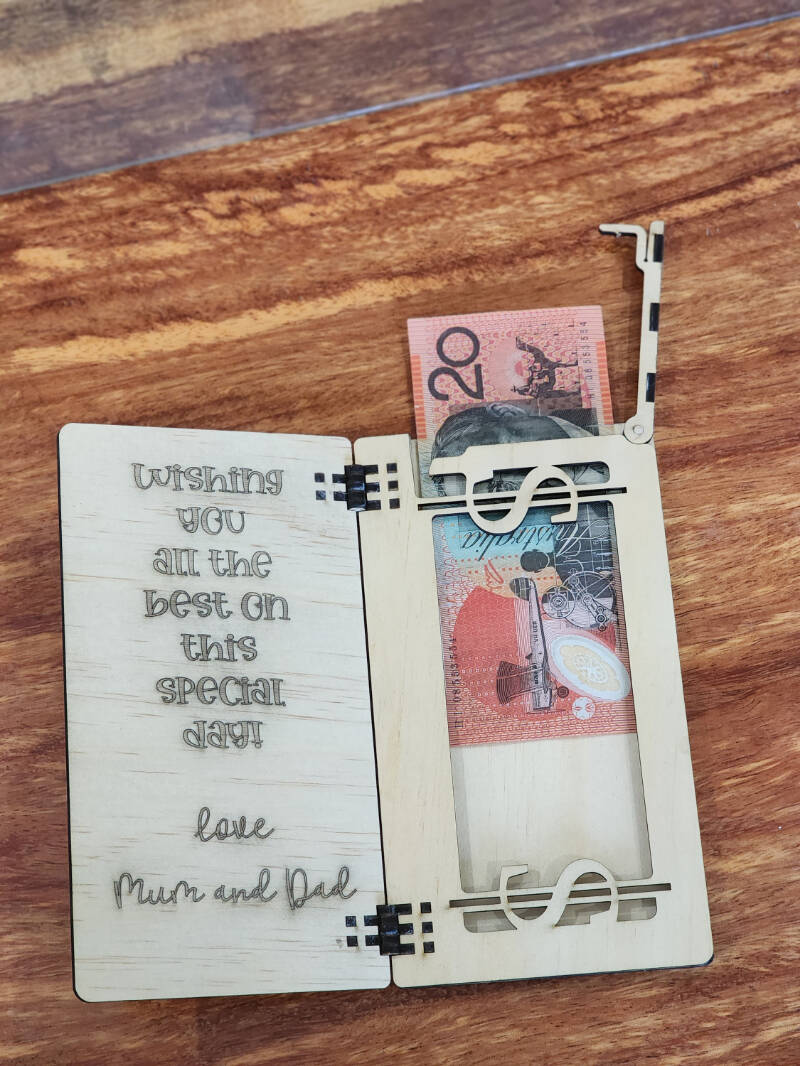 wishing
you
all the
best on
this
special
day!
love
Mum and Dad
20
Australia
$
$